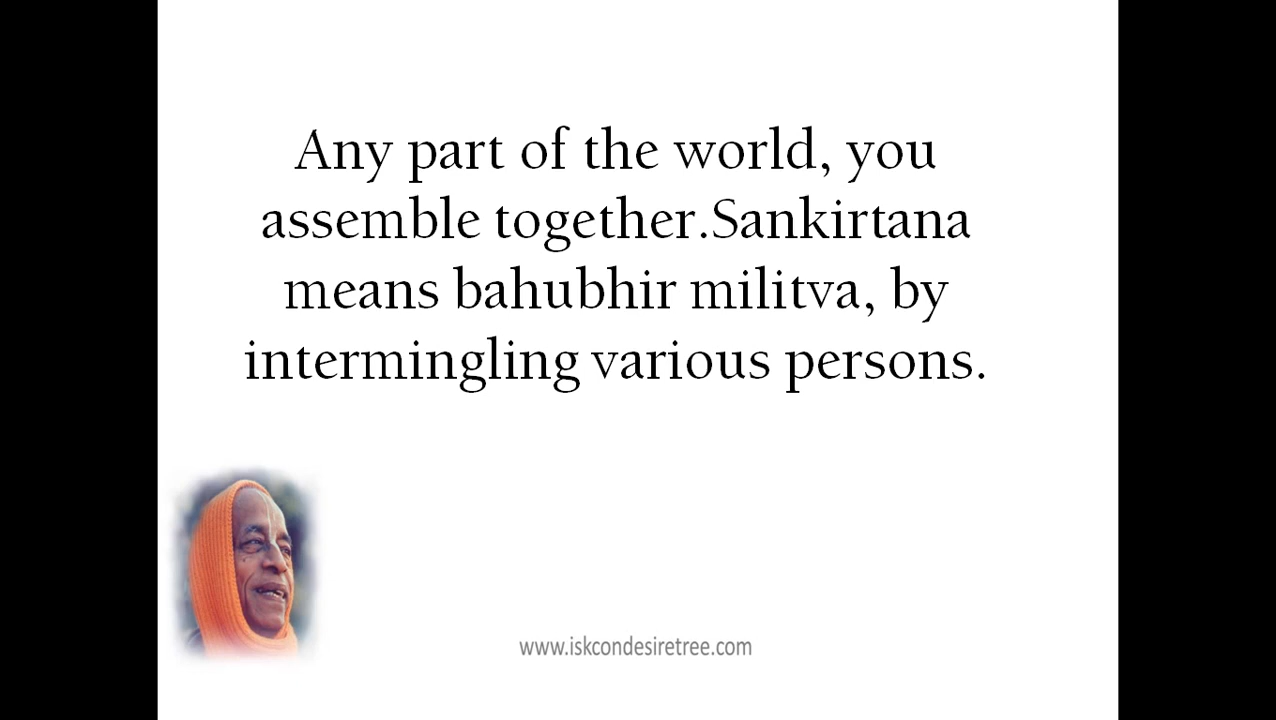 Any part of the world, you
assemble together.Sankirtana
means bahubhir militva, by
intermingling various persons.
www.iskcondesiretree.com